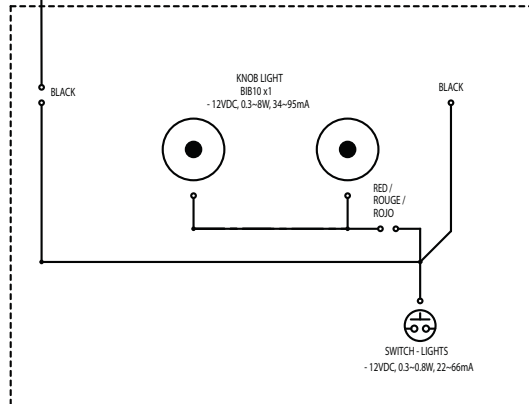 KNOB LIGHT
BIB10 x1
- 12VDC, 0.3~8W, 34~95mA
BLACK
BLACK
RED /
ROUGE /
ROJO
SWITCH - LIGHTS
- 12VDC, 0.3~0.8W, 22~66mA